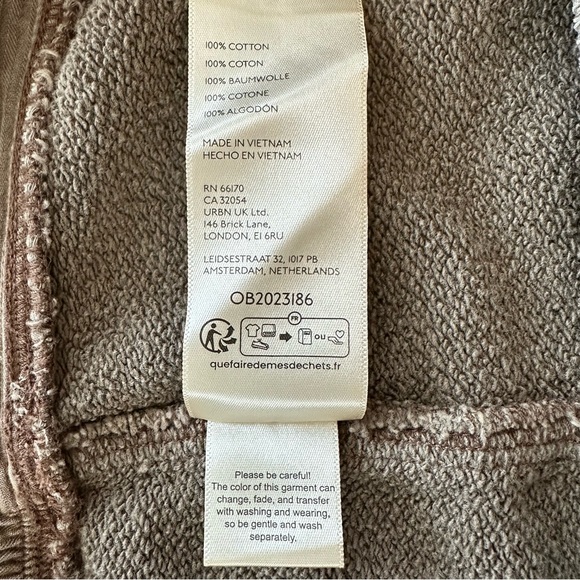 100% COTTON
100% COTON
100% BAUMWOLLE
100% COTONE
100% ALGODÓN
MADE IN VIETNAM
HECHO EN VIETNAM
RN 66170
CA 32054
URBN UK Ltd.
146 Brick Lane,
LONDON, E1 6RU
LEIDSESTRAAT 32, 1017 PB
AMSTERDAM, NETHERLANDS
OB2023186
FR
OU
quefairedemesdechets.fr
Please be careful!
The color of this garment can
change, fade, and transfer
with washing and wearing,
so be gentle and wash
separately.